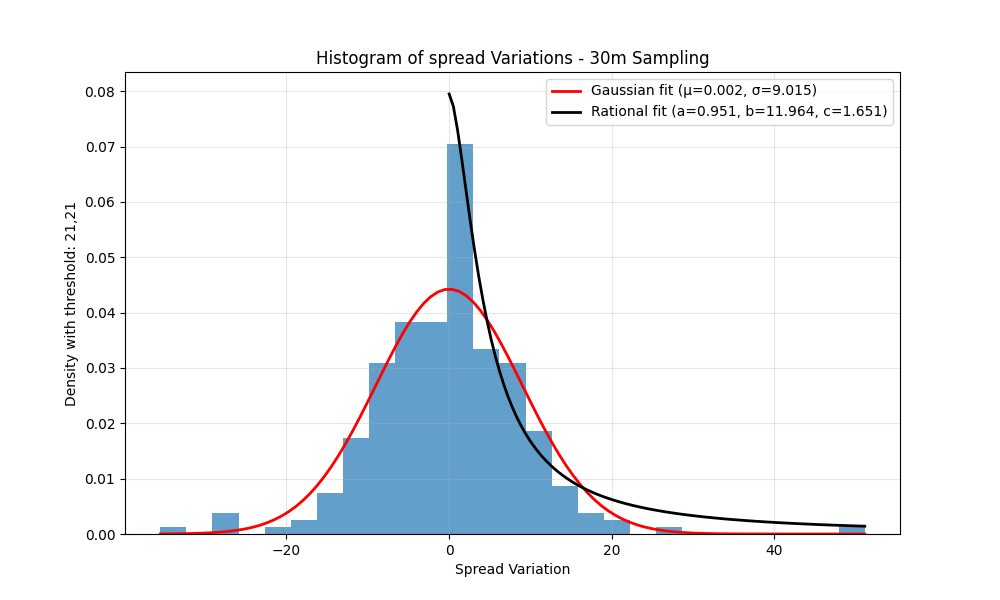 Histogram of spread Variations - 30m Sampling
Gaussian fit (μ=0.002, σ=9.015)
Rational fit (a=0.951, b=11.964, c=1.651)
Density with threshold: 21,21
0.08
0.07
0.06
0.05
0.04
0.03
0.02
0.01
0.00
−20
0
20
40
Spread Variation